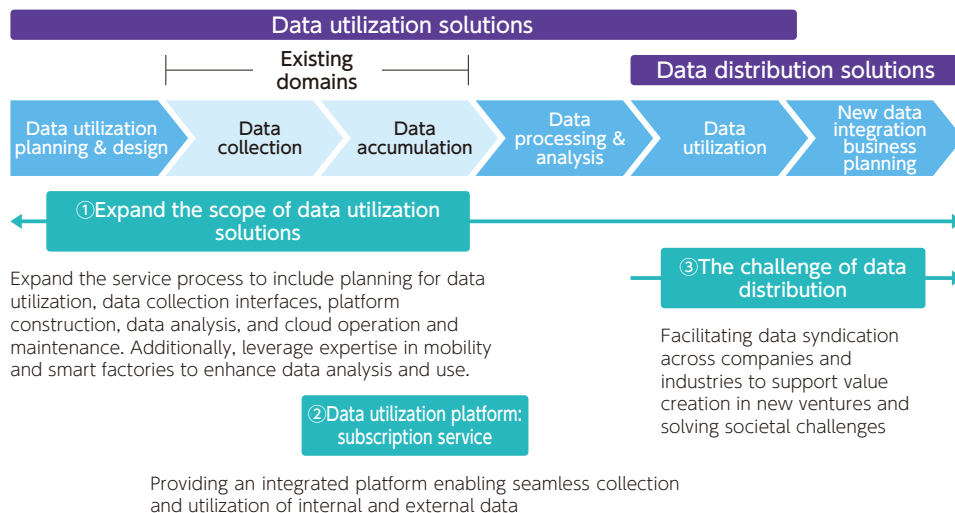 Data utilization solutions
Existing
domains
Data distribution solutions
Data utilization
planning & design
Data
collection
Data
accumulation
Data
processing &
analysis
Data
utilization
New data
integration
business
planning
①Expand the scope of data utilization
solutions
Expand the service process to include planning for data
utilization, data collection interfaces, platform
construction, data analysis, and cloud operation and
maintenance. Additionally, leverage expertise in mobility
and smart factories to enhance data analysis and use.
②Data utilization platform:
subscription service
Providing an integrated platform enabling seamless collection
and utilization of internal and external data
③The challenge of data
distribution
Facilitating data syndication
across companies and
industries to support value
creation in new ventures and
solving societal challenges